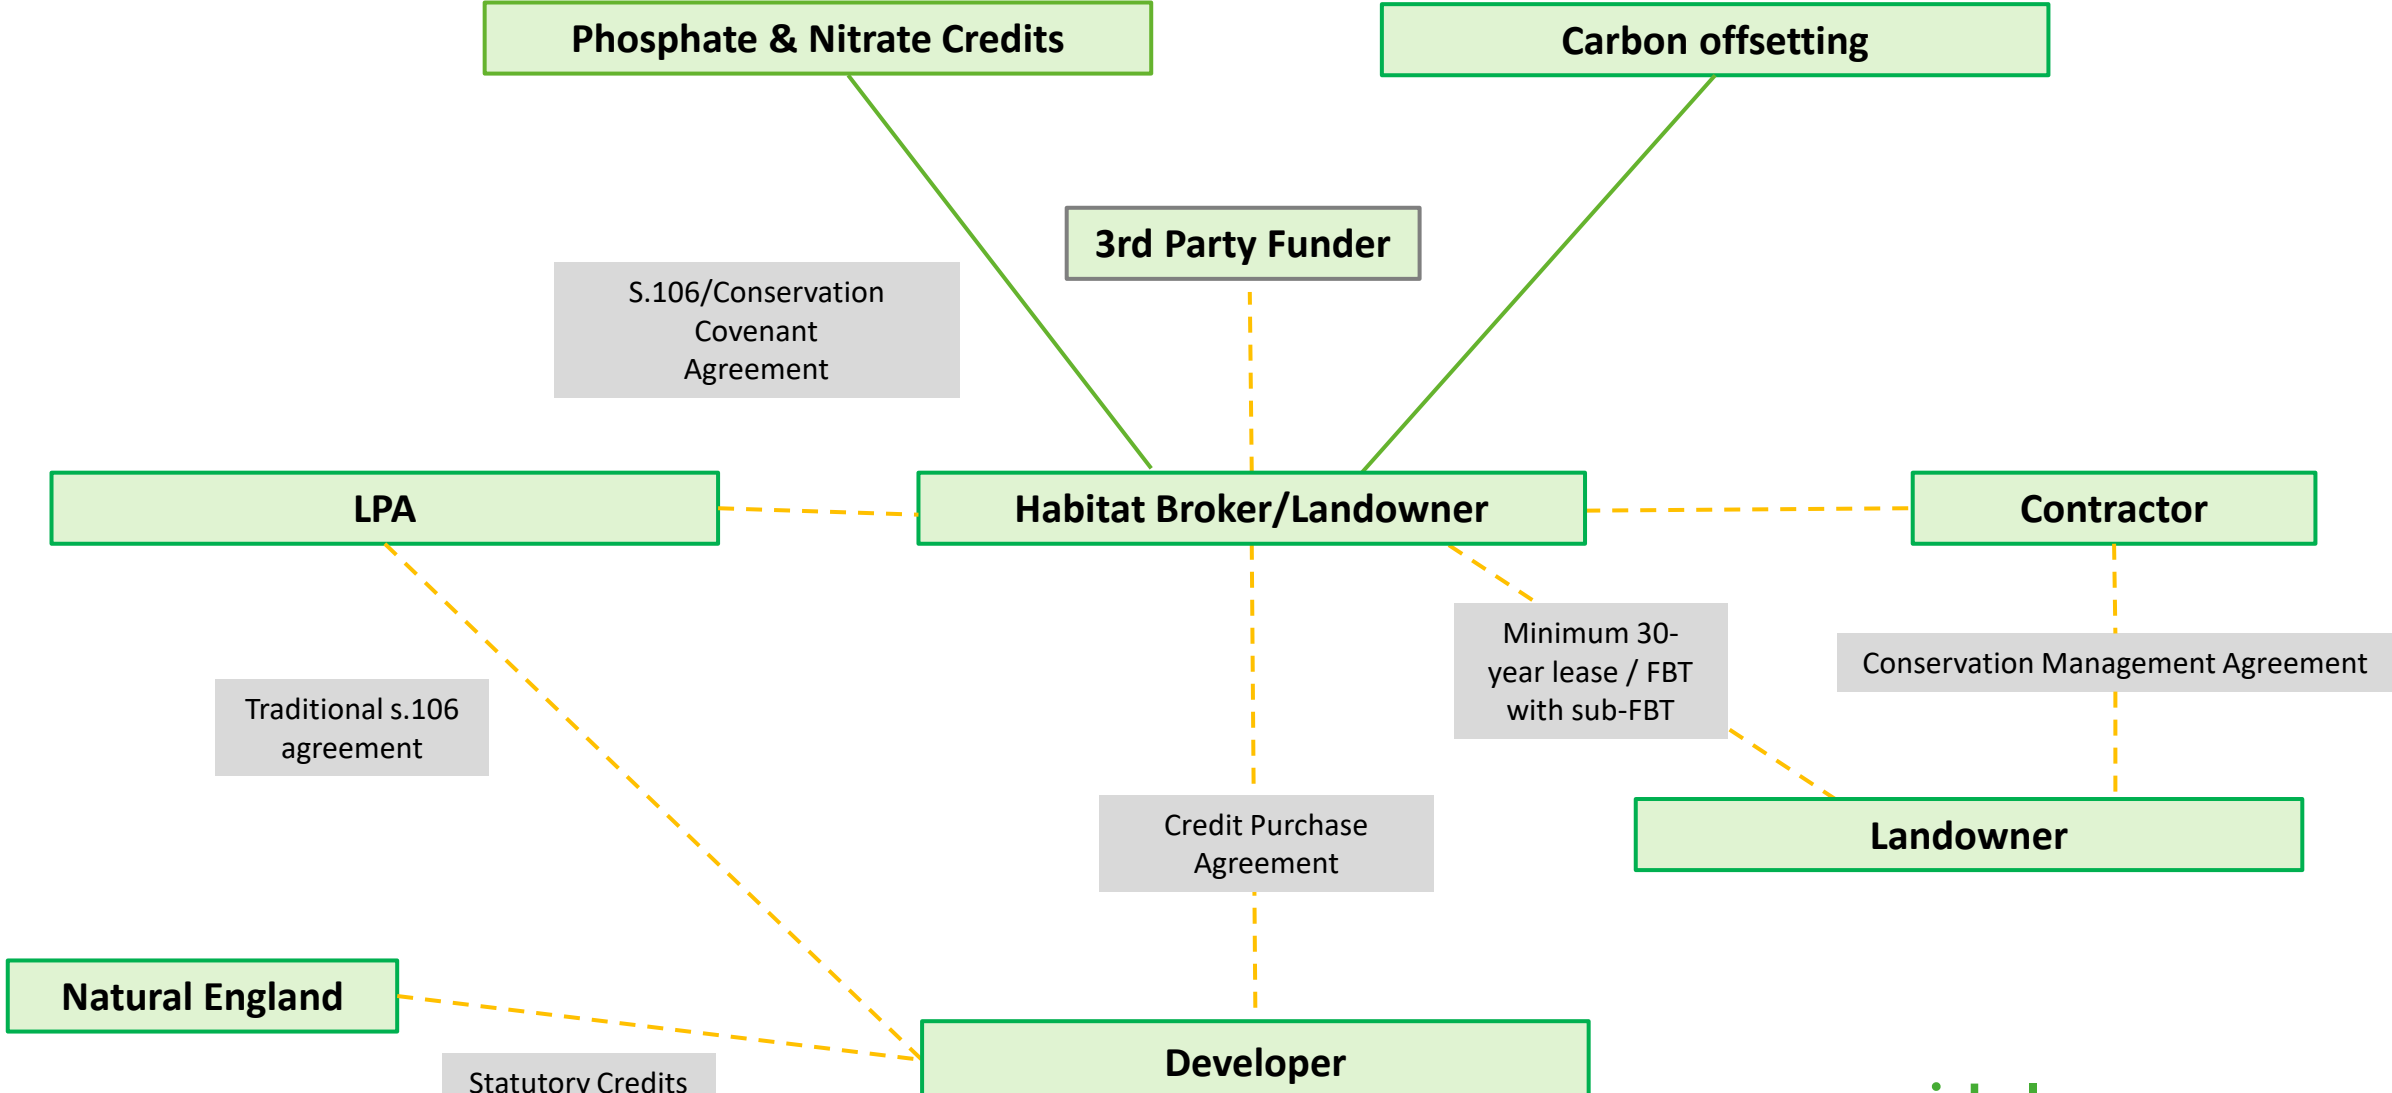 Phosphate & Nitrate Credits
Carbon offsetting
3rd Party Funder
S.106/Conservation
Covenant
Agreement
LPA
Habitat Broker/Landowner
Contractor
Minimum 30-
year lease / FBT
with sub-FBT
Conservation Management Agreement
Traditional s.106
agreement
Credit Purchase
Agreement
Landowner
Natural England
Developer
Statutory Credits